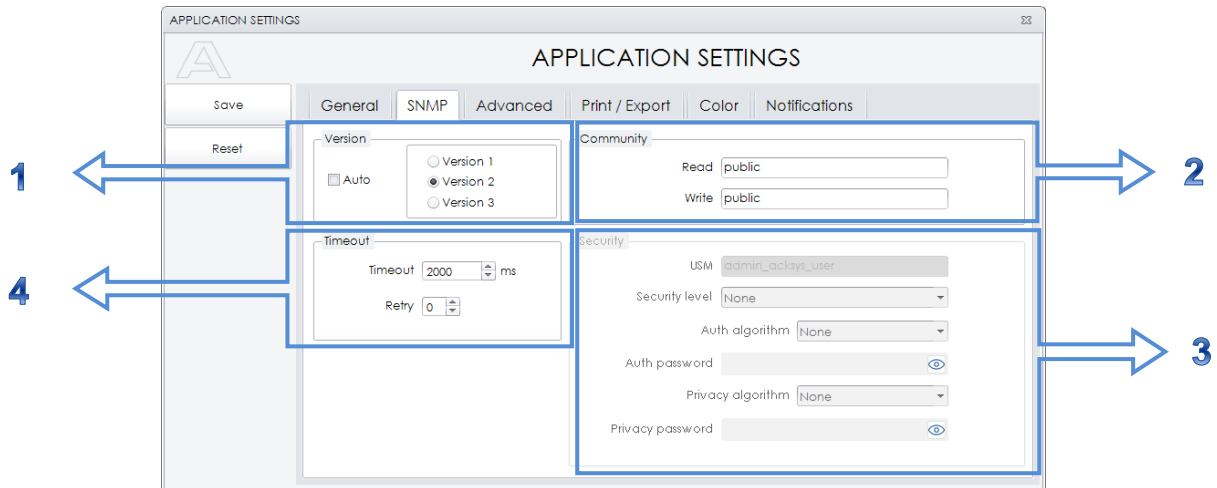 APPLICATION SETTINGS
APPLICATION SETTINGS
Save
Reset
General SNMP Advanced Print / Export Color Notifications
Version
Auto
Version 1
Version 2
Version 3
Community
Read public
Write public
1
2
Timeout
Timeout 2000 ms
Retry 0
4
Security
USM admin_acksys_user
Security level None
Auth algorithm None
Auth password
Privacy algorithm None
Privacy password
3